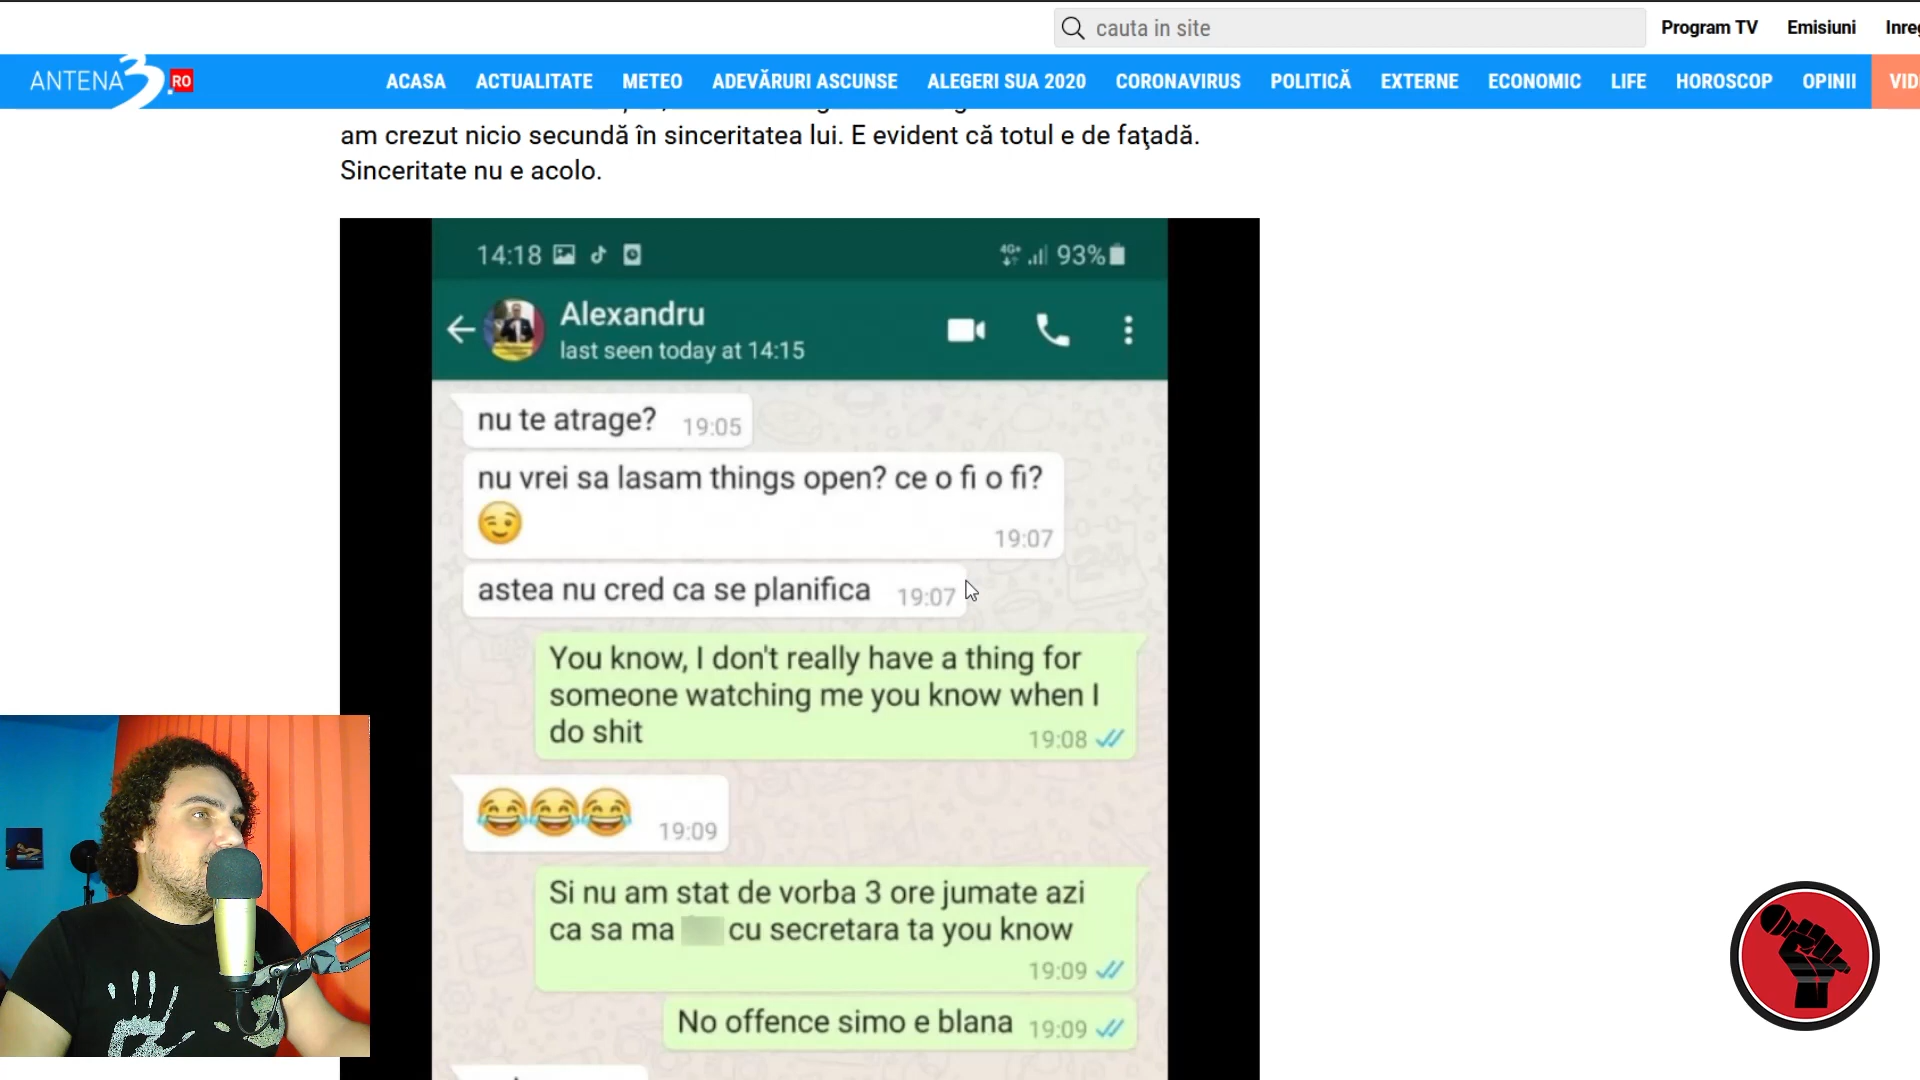 cauta in site
Program TV
Emisiuni
ANTENA 3.RO
ACASA
ACTUALITATE
METEO
ADEVĂRURI ASCUNSE
ALEGERI SUA 2020
CORONAVIRUS
POLITICĂ
EXTERNE
ECONOMIC
LIFE
HOROSCOP
OPINII
am crezut nicio secundă în sinceritatea lui. E evident că totul e de faţadă.
Sinceritate nu e acolo.
14:18
4G+
93%
Alexandru
last seen today at 14:15
nu te atrage? 19:05
nu vrei sa lasam things open? ce o fi o fi?
😉
19:07
astea nu cred ca se planifica 19:07
You know, I don't really have a thing for
someone watching me you know when I
do shit
19:08
😂😂😂 19:09
Si nu am stat de vorba 3 ore jumate azi
ca sa ma cu secretara ta you know
19:09
No offence simo e blana 19:09